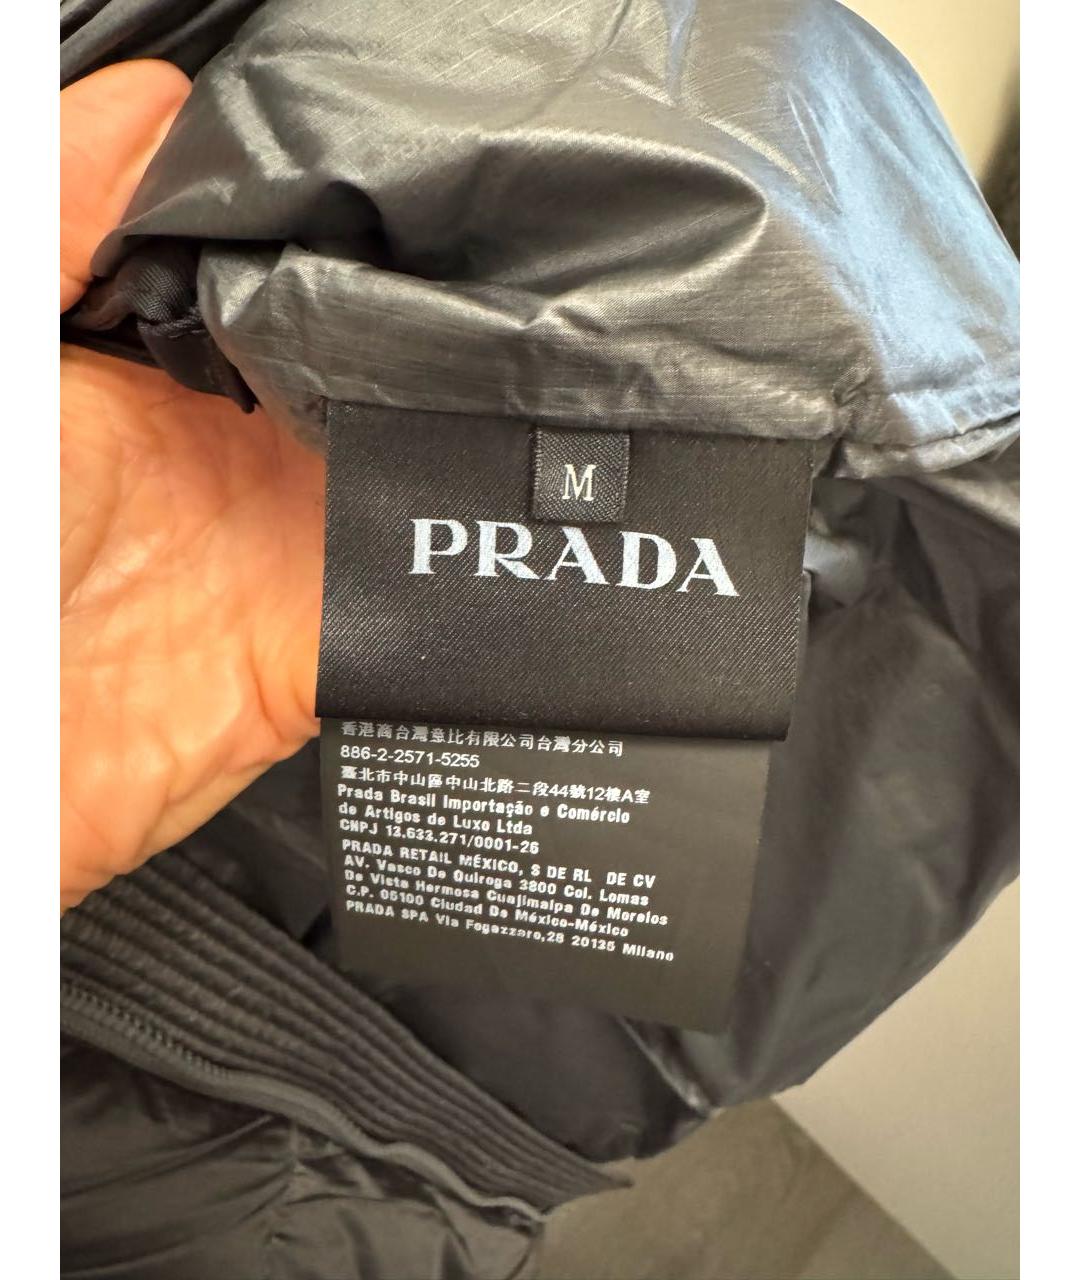 M
PRADA
香港商台灣普比有限公司台灣分公司
886-2-2571-5255
臺北市中山區中山北路二段44號12樓A室
Prada Brasil Importação e Comércio
de Artigos de Luxo Ltda
CNPJ 13.633.271/0001-26
PRADA RETAIL MÉXICO, S DE RL DE CV
AV. Vasco De Quiroga 3800 Col. Lomas
De Vista Hermosa Cuajimalpa De Morelos
C.P. 05100 Ciudad De México-México
PRADA SPA Via Fogazzaro,28 20135 Milano